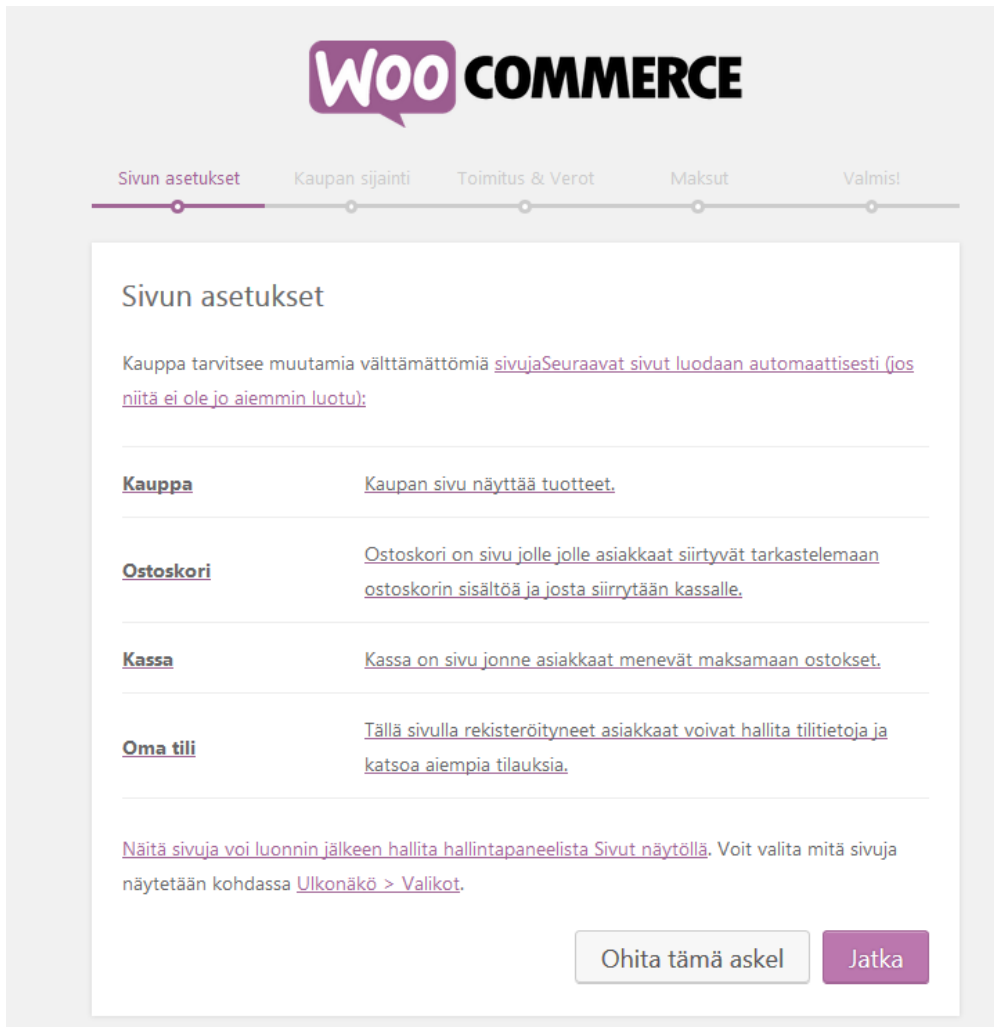 WOO COMMERCE
Sivun asetukset Kaupan sijainti Toimitus & Verot Maksut Valmis!
Sivun asetukset
Kauppa tarvitsee muutamia välttämättömiä sivujaSeuraavat sivut luodaan automaattisesti (jos
niitä ei ole jo aiemmin luotu):
Kauppa Kaupan sivu näyttää tuotteet.
Ostoskori Ostoskori on sivu jolle jolle asiakkaat siirtyvät tarkastelemaan
ostoskorin sisältöä ja josta siirrytään kassalle.
Kassa Kassa on sivu jonne asiakkaat menevät maksamaan ostokset.
Oma tili Tällä sivulla rekisteröityneet asiakkaat voivat hallita tilitietoja ja
katsoa aiempia tilauksia.
Näitä sivuja voi luonnin jälkeen hallita hallintapaneelista Sivut näytöllä. Voit valita mitä sivuja
näytetään kohdassa Ulkonäkö > Valikot.
Ohita tämä askel Jatka